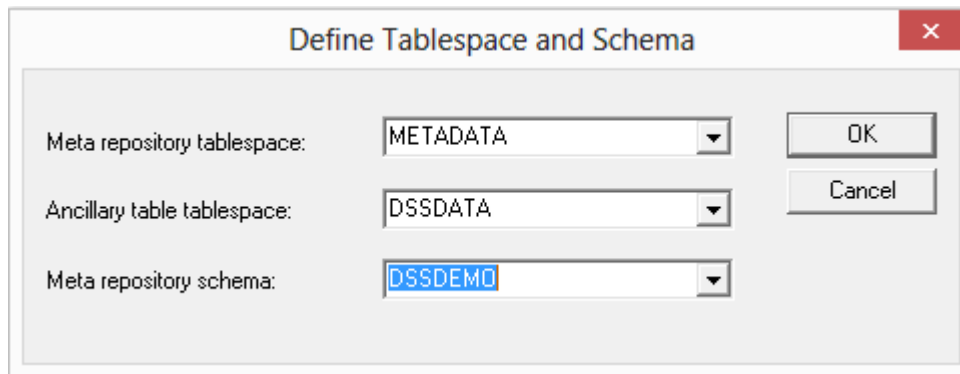 Define Tablespace and Schema
Meta repository tablespace: METADATA OK
Ancillary table tablespace: DSSDATA Cancel
Meta repository schema: DSSDEMO